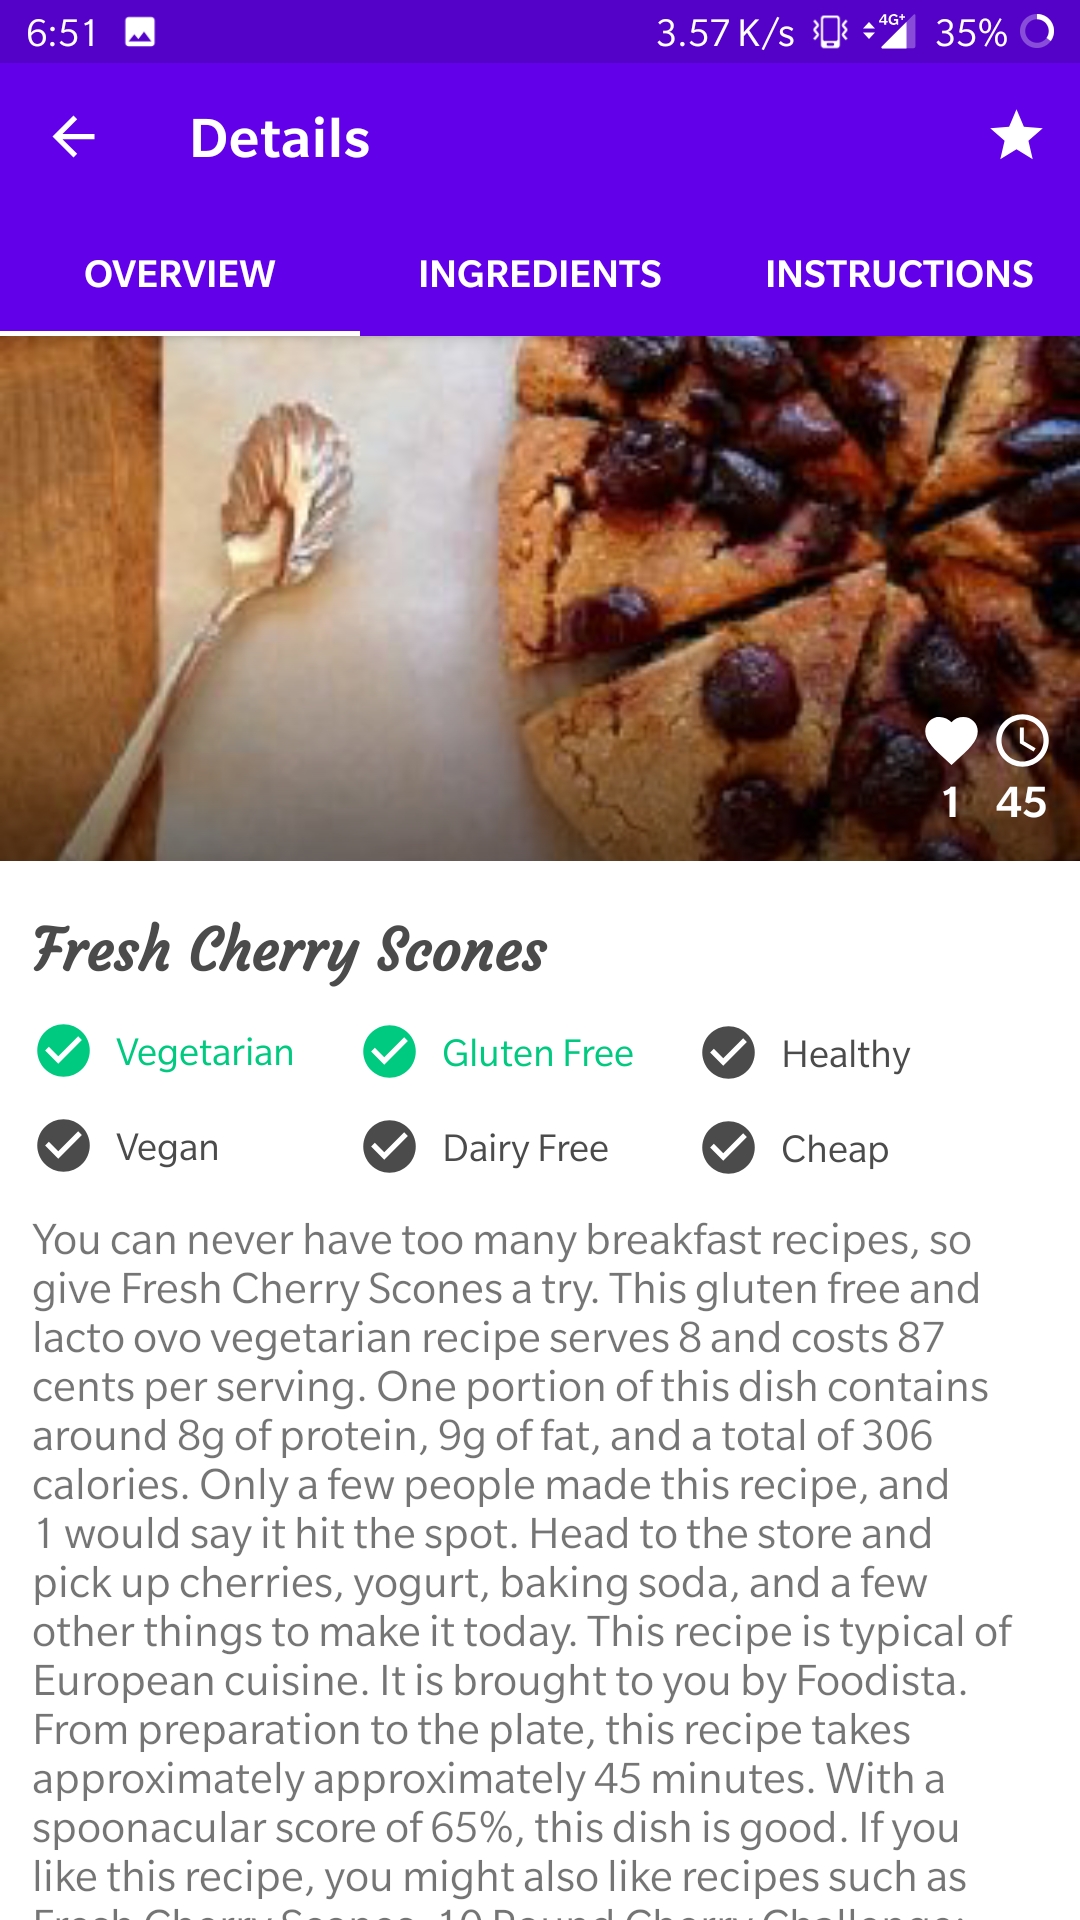 6:51 3.57 K/s 4G+ 35%
Details
OVERVIEW INGREDIENTS INSTRUCTIONS
1 45
Fresh Cherry Scones
Vegetarian Gluten Free Healthy
Vegan Dairy Free Cheap
You can never have too many breakfast recipes, so
give Fresh Cherry Scones a try. This gluten free and
lacto ovo vegetarian recipe serves 8 and costs 87
cents per serving. One portion of this dish contains
around 8g of protein, 9g of fat, and a total of 306
calories. Only a few people made this recipe, and
1 would say it hit the spot. Head to the store and
pick up cherries, yogurt, baking soda, and a few
other things to make it today. This recipe is typical of
European cuisine. It is brought to you by Foodista.
From preparation to the plate, this recipe takes
approximately approximately 45 minutes. With a
spoonacular score of 65%, this dish is good. If you
like this recipe, you might also like recipes such as
Fresh Cherry Scones, 10 Pound Cherry Challenge: